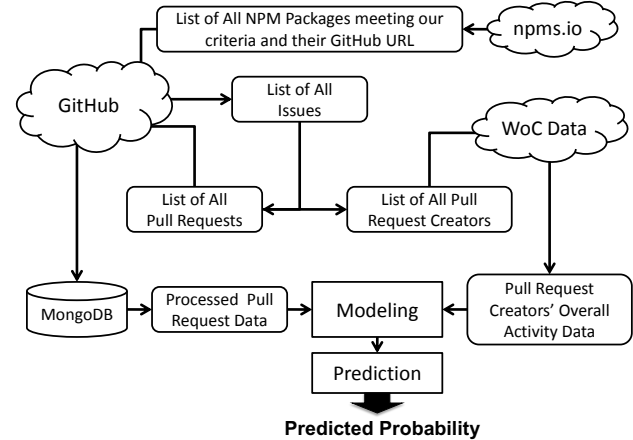 List of All NPM Packages meeting our
criteria and their GitHub URL
npms.io
GitHub
List of All
Issues
WoC Data
List of All
Pull Requests
List of All Pull
Request Creators
MongoDB
Processed Pull
Request Data
Modeling
Pull Request
Creators' Overall
Activity Data
Prediction
Predicted Probability